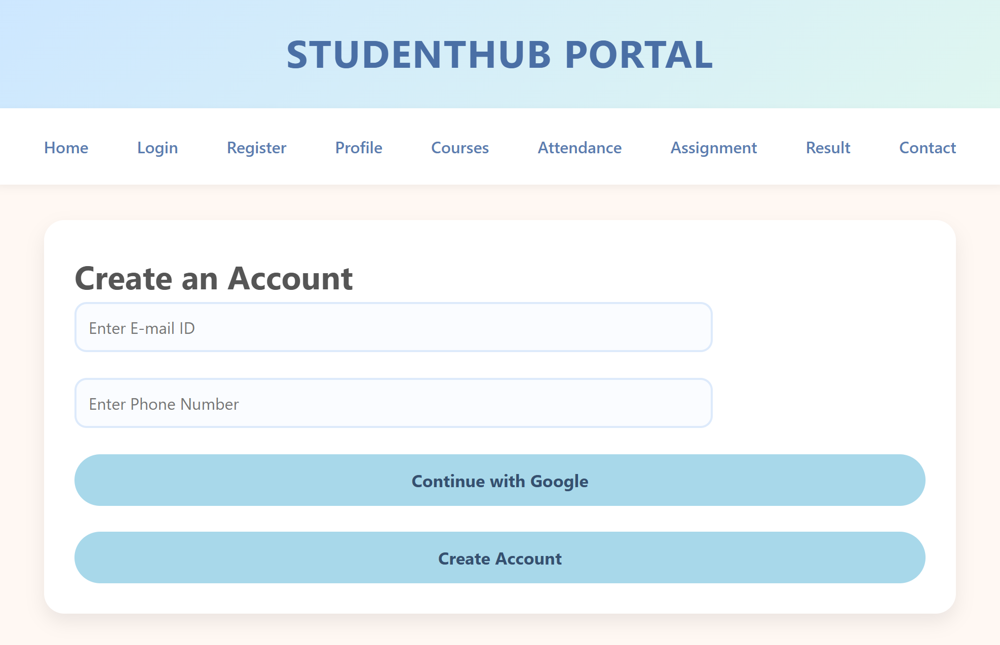 STUDENTHUB PORTAL
Home Login Register Profile Courses Attendance Assignment Result Contact
Create an Account
Enter E-mail ID
Enter Phone Number
Continue with Google
Create Account